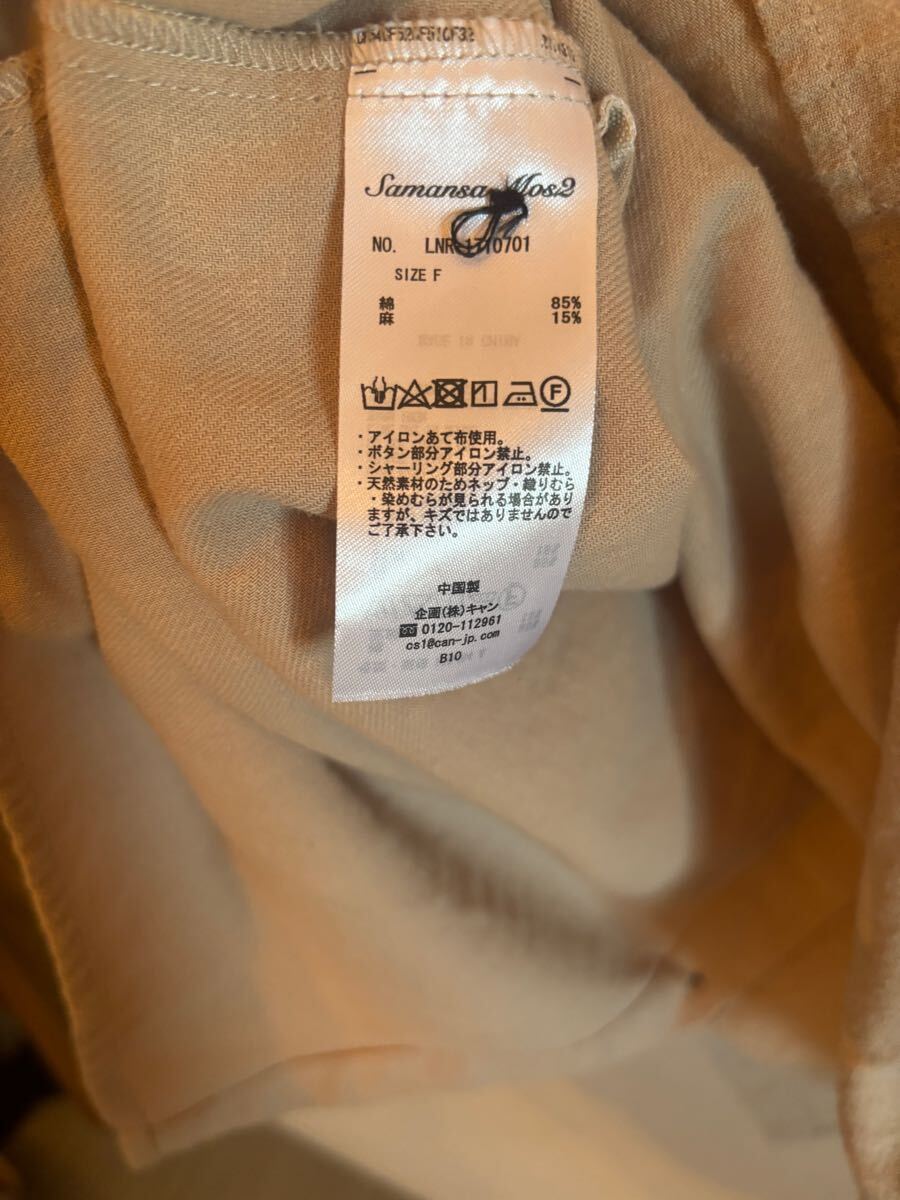 Samansa Mos2
NO. LNR-1710701
SIZE F
綿 85%
麻 15%
MADE IN CHINA
・アイロンあて布使用。
・ボタン部分アイロン禁止。
・シャーリング部分アイロン禁止。
・天然素材のためネップ・織りむら
・染めむらが見られる場合があり
ますが、キズではありませんので
ご了承下さい。
中国製
企画(株)キャン
0120-112961
cs1@can-jp.com
B10